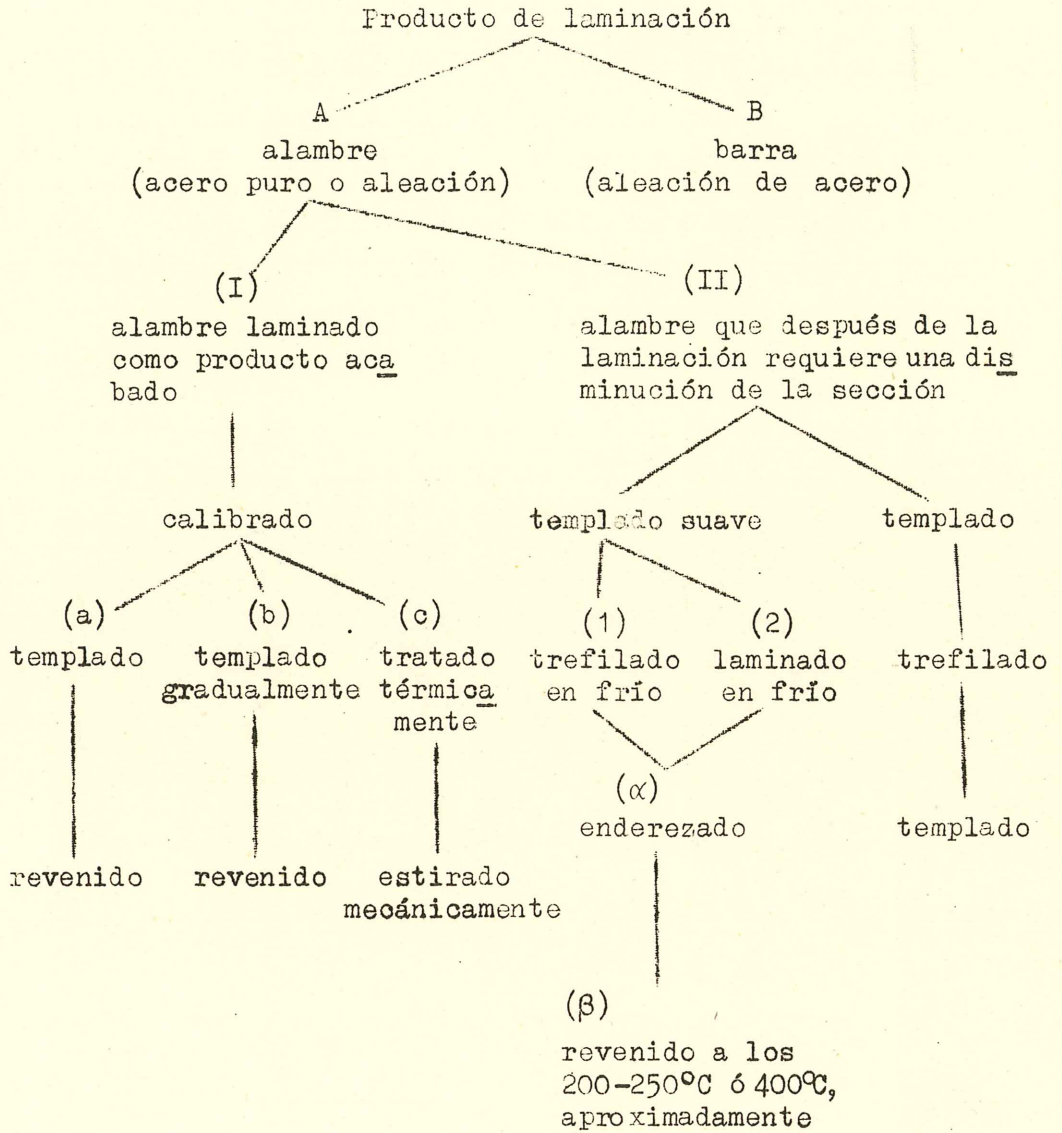 Producto de laminación
A
B
alambre
barra
(acero puro o aleación)
(aleación de acero)
(I)
(II)
alambre laminado
como producto aca
bado
alambre que después de la
laminación requiere una dis
minución de la sección
calibrado
templado suave
templado
(a)
(b)
(c)
(1)
(2)
templado
templado
gradualmente
tratado
térmica
mente
trefilado
en frío
laminado
en frío
trefilado
(α)
enderezado
templado
revenido
revenido
estirado
mecánicamente
(β)
revenido a los
200-250°C ó 400°C,
aproximadamente